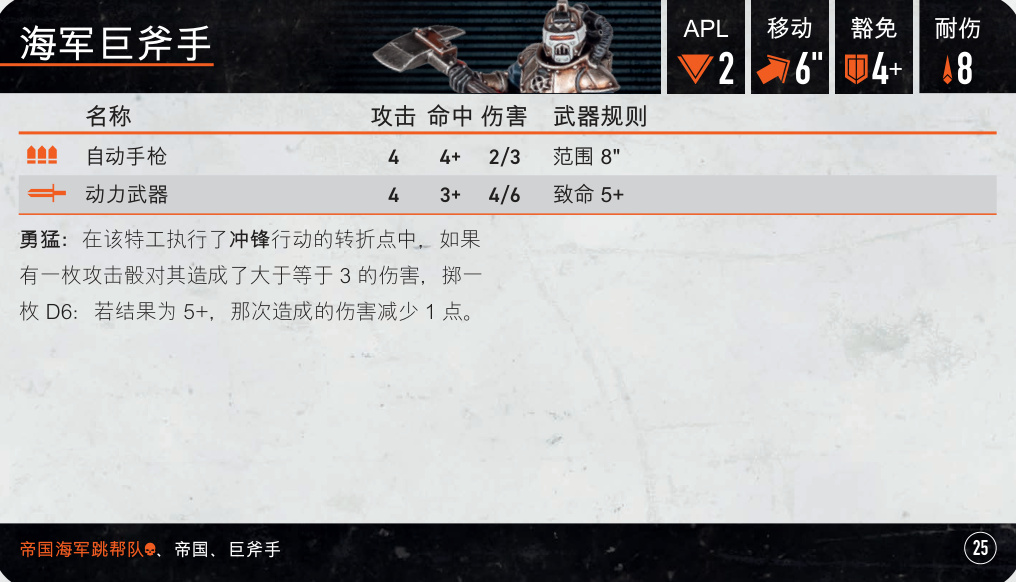 海军巨斧手
APL 移动 豁免 耐伤
2 6" 4+ 8
名称 攻击 命中 伤害 武器规则
自动手枪 4 4+ 2/3 范围 8"
动力武器 4 3+ 4/6 致命 5+
勇猛：在该特工执行了冲锋行动的转折点中，如果
有一枚攻击骰对其造成了大于等于 3 的伤害，掷一
枚 D6：若结果为 5+，那次造成的伤害减少 1 点。
帝国海军跳帮队、帝国、巨斧手
25